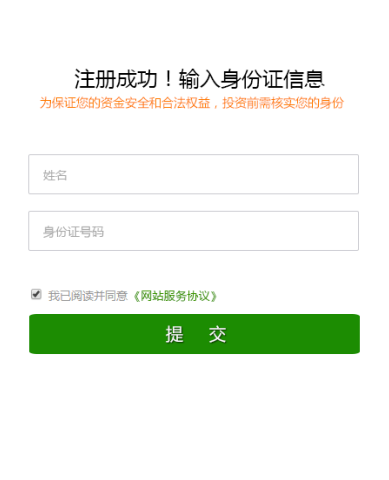 注册成功！输入身份证信息
为保证您的资金安全和合法权益，投资前需核实您的身份
姓名
身份证号码
我已阅读并同意《网站服务协议》
提 交